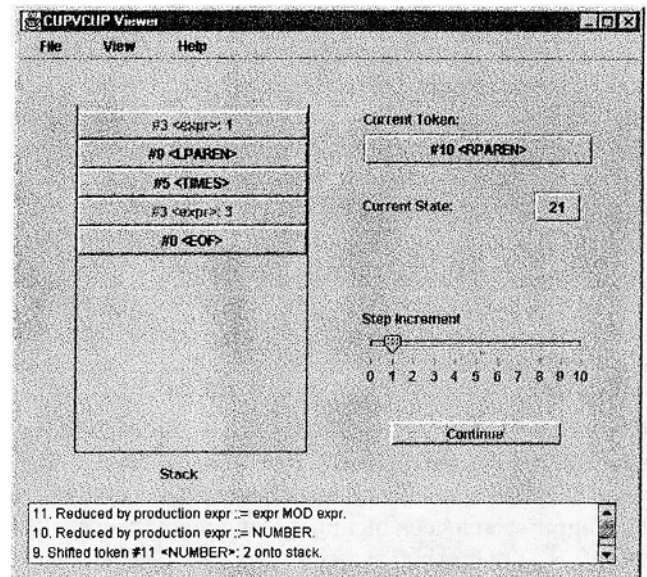 CUPVCUP Viewer
File View Help
#3 <expr>: 1
#9 <LPAREN>
#5 <TIMES>
#3 <expr>: 3
#0 <EOF>
Stack
Current Token:
#10 <RPAREN>
Current State:
21
Step Increment
0 1 2 3 4 5 6 7 8 9 10
Continue
11. Reduced by production expr ::= expr MOD expr.
10. Reduced by production expr ::= NUMBER.
9. Shifted token #11 <NUMBER>: 2 onto stack.